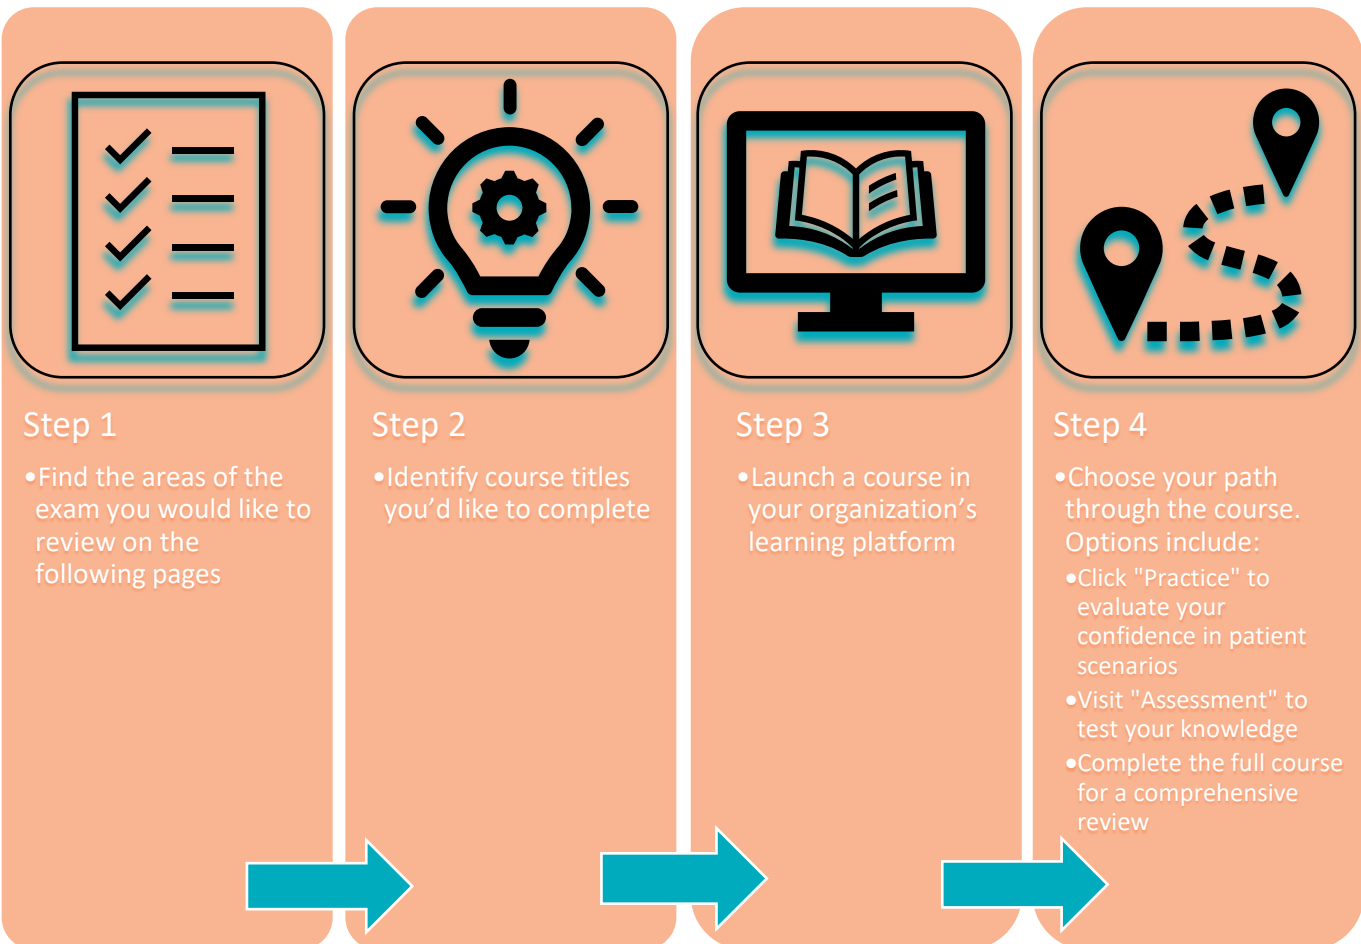 Step 1
•Find the areas of the
exam you would like to
review on the
following pages
Step 2
•Identify course titles
you’d like to complete
Step 3
•Launch a course in
your organization’s
learning platform
Step 4
•Choose your path
through the course.
Options include:
•Click "Practice" to
evaluate your
confidence in patient
scenarios
•Visit "Assessment" to
test your knowledge
•Complete the full course
for a comprehensive
review